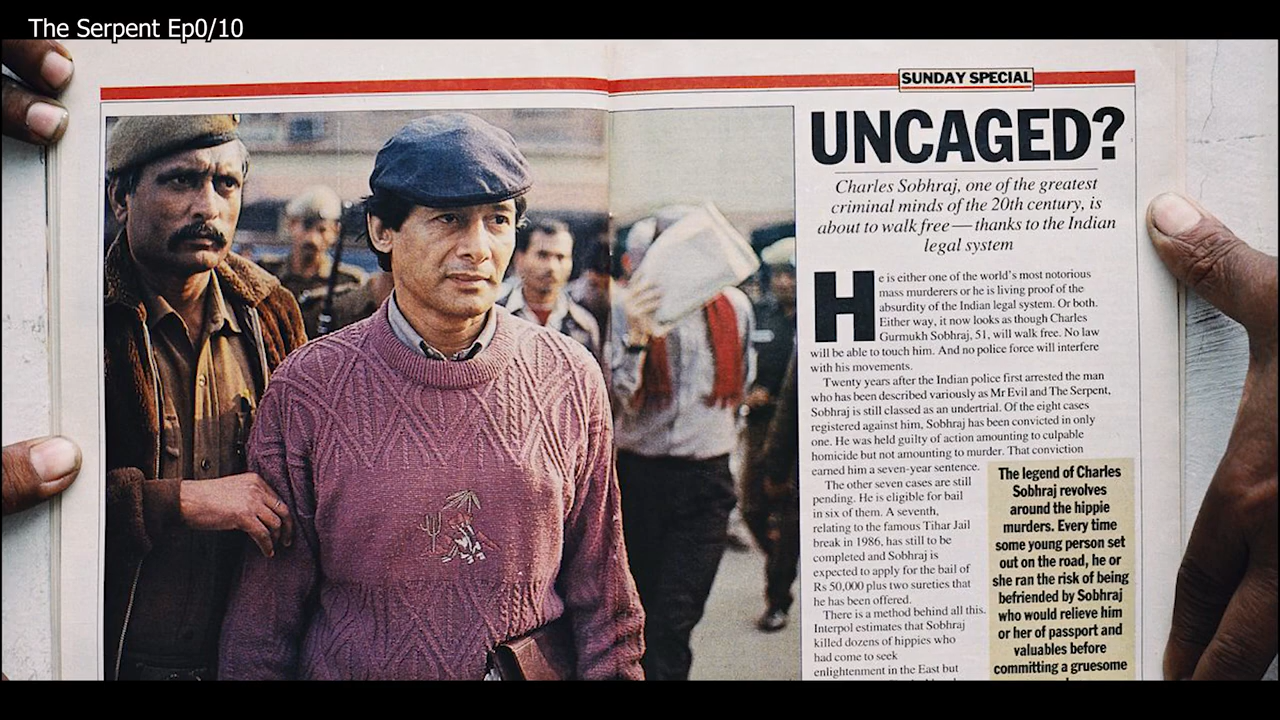 The Serpent Ep0/10
SUNDAY SPECIAL
UNCAGED?
Charles Sobhraj, one of the greatest
criminal minds of the 20th century, is
about to walk free — thanks to the Indian
legal system
He is either one of the world's most notorious
mass murderers or he is living proof of the
absurdity of the Indian legal system. Or both.
Either way, it now looks as though Charles
Gurmukh Sobhraj, 51, will walk free. No law
will be able to touch him. And no police force will interfere
with his movements.
Twenty years after the Indian police first arrested the man
who has been described variously as Mr Evil and The Serpent,
Sobhraj is still classed as an undertrial. Of the eight cases
registered against him, Sobhraj has been convicted in only
one. He was held guilty of action amounting to culpable
homicide but not amounting to murder. That conviction
earned him a seven-year sentence.
The other seven cases are still
pending. He is eligible for bail
in six of them. A seventh,
relating to the famous Tihar Jail
break in 1986, has still to be
completed and Sobhraj is
expected to apply for the bail of
Rs 50,000 plus two sureties that
he has been offered.
There is a method behind all this.
Interpol estimates that Sobhraj
killed dozens of hippies who
had come to seek
enlightenment in the East but
The legend of Charles
Sobhraj revolves
around the hippie
murders. Every time
some young person set
out on the road, he or
she ran the risk of being
befriended by Sobhraj
who would relieve him
or her of passport and
valuables before
committing a gruesome